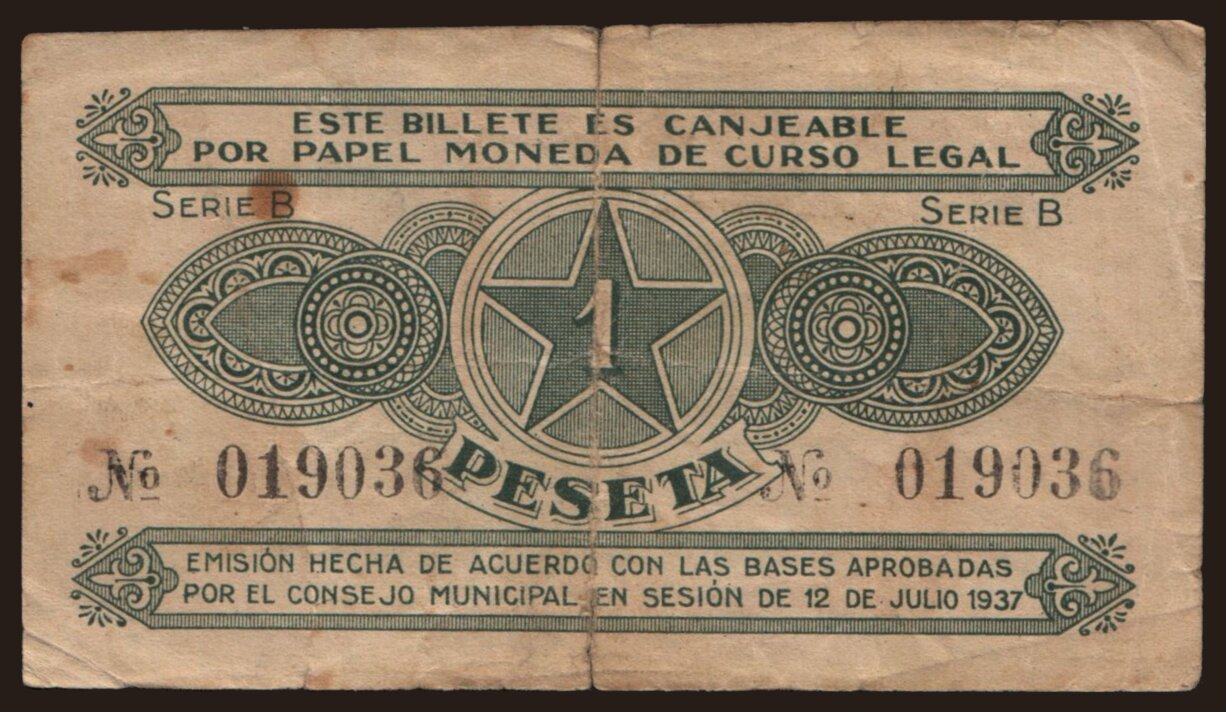 ESTE BILLETE ES CANJEABLE
POR PAPEL MONEDA DE CURSO LEGAL
SERIE B SERIE B
1
No 019036 No 019036
PESETA
EMISIÓN HECHA DE ACUERDO CON LAS BASES APROBADAS
POR EL CONSEJO MUNICIPAL EN SESIÓN DE 12 DE JULIO 1937